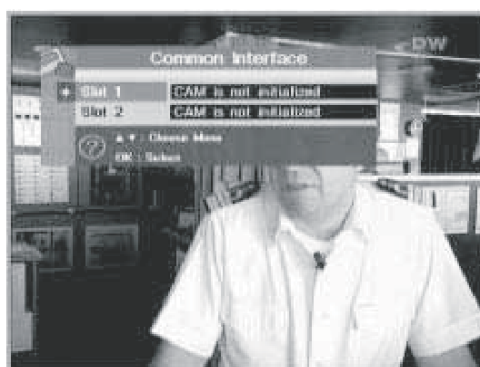 DW
Common Interface
Slot 1 CAM is not initialized
Slot 2 CAM is not initialized
▲ ▼ : Choose Menu
OK : Select